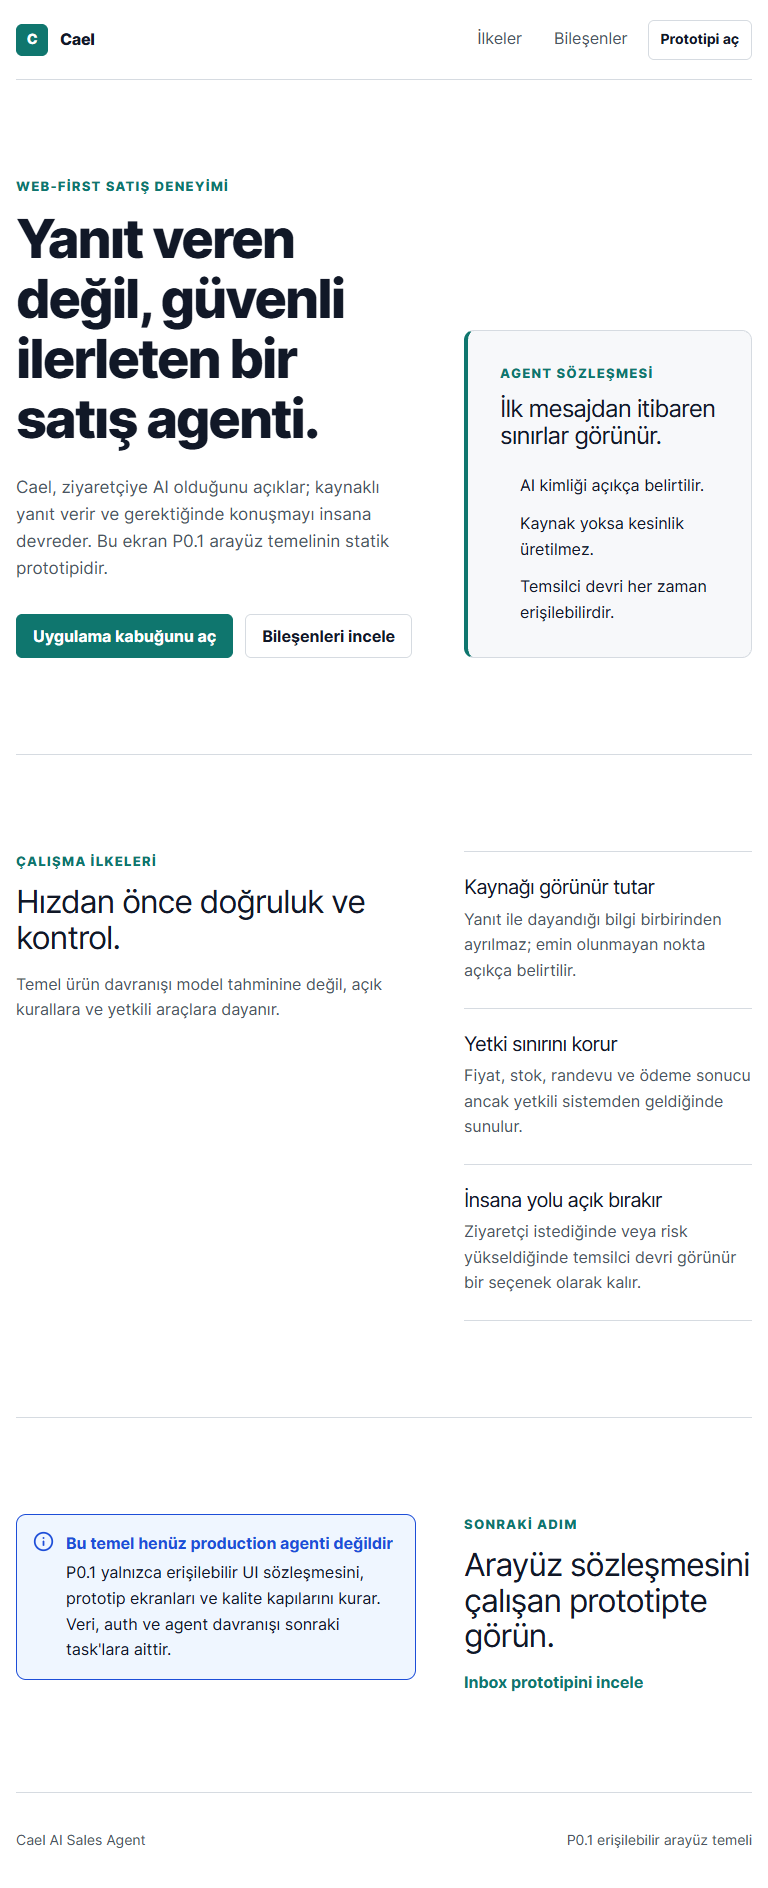 C
Cael
İlkeler
Bileşenler
Prototipi aç
WEB-FİRST SATIŞ DENEYİMİ
Yanıt veren
değil, güvenli
ilerleten bir
satış agenti.
Cael, ziyaretçiye AI olduğunu açıklar; kaynaklı
yanıt verir ve gerektiğinde konuşmayı insana
devreder. Bu ekran P0.1 arayüz temelinin statik
prototipidir.
Uygulama kabuğunu aç
Bileşenleri incele
AGENT SÖZLEŞMESİ
İlk mesajdan itibaren
sınırlar görünür.
AI kimliği açıkça belirtilir.
Kaynak yoksa kesinlik
üretilmez.
Temsilci devri her zaman
erişilebilirdir.
ÇALIŞMA İLKELERİ
Hızdan önce doğruluk ve
kontrol.
Temel ürün davranışı model tahminine değil, açık
kurallara ve yetkili araçlara dayanır.
Kaynağı görünür tutar
Yanıt ile dayandığı bilgi birbirinden
ayrılmaz; emin olunmayan nokta
açıkça belirtilir.
Yetki sınırını korur
Fiyat, stok, randevu ve ödeme sonucu
ancak yetkili sistemden geldiğinde
sunulur.
İnsana yolu açık bırakır
Ziyaretçi istediğinde veya risk
yükseldiğinde temsilci devri görünür
bir seçenek olarak kalır.
Bu temel henüz production agenti değildir
P0.1 yalnızca erişilebilir UI sözleşmesini,
prototip ekranları ve kalite kapılarını kurar.
Veri, auth ve agent davranışı sonraki
task'lara aittir.
SONRAKİ ADIM
Arayüz sözleşmesini
çalışan prototipte
görün.
Inbox prototipini incele
Cael AI Sales Agent
P0.1 erişilebilir arayüz temeli